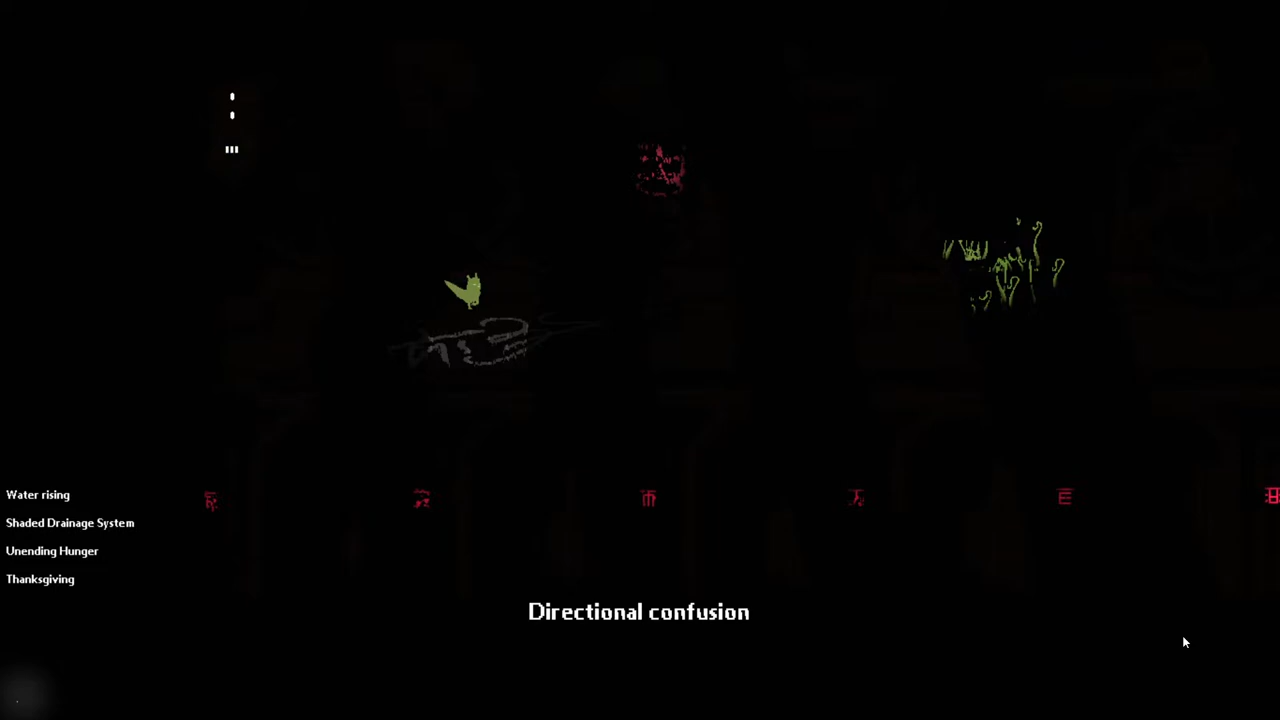 Water rising
Shaded Drainage System
Unending Hunger
Thanksgiving
Directional confusion